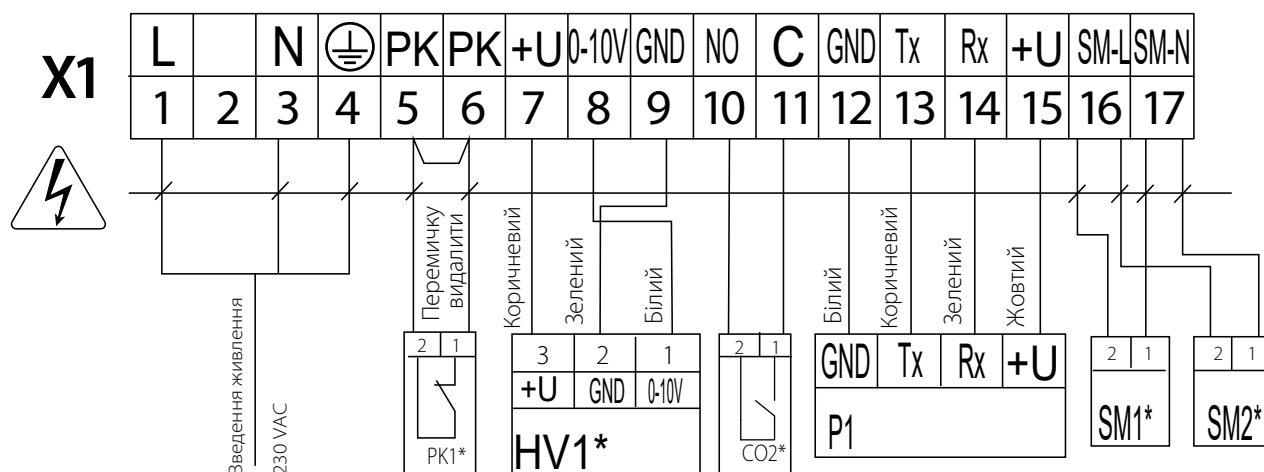 X1
L N PK PK +U 0-10V GND NO C GND Tx Rx +U SM-L SM-N
1 2 3 4 5 6 7 8 9 10 11 12 13 14 15 16 17
Зведення живлення
230 VAC
Перемичку
видалити
Коричневий
Зелений
Білий
Білий
Коричневий
Зелений
Жовтий
2 1
PK1*
3 2 1
+U GND 0-10V
HV1*
2 1
CO2*
GND Tx Rx +U
P1
2 1
SM1*
2 1
SM2*